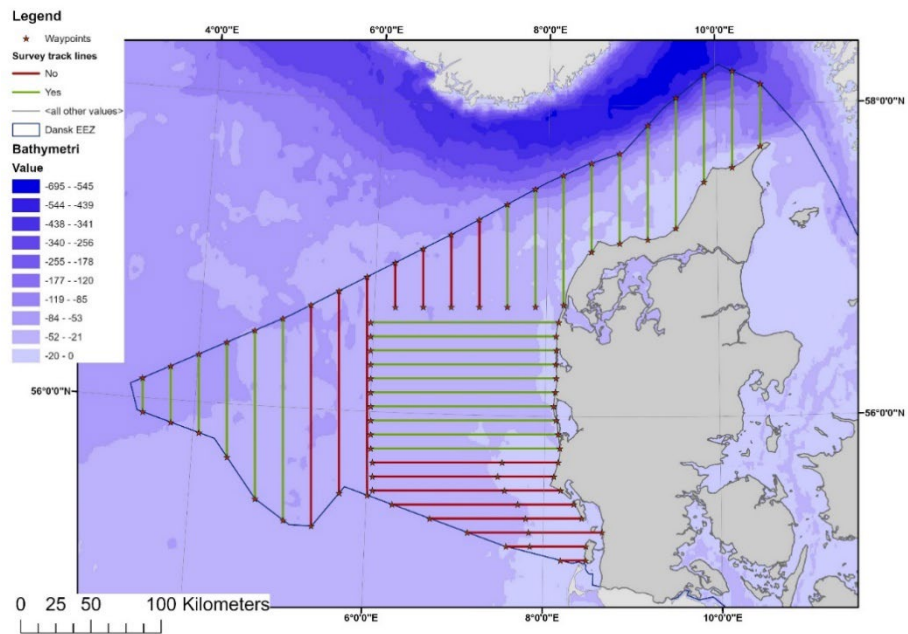 Legend
Waypoints
Survey track lines
No
Yes
<all other values>
Dansk EEZ
Bathymetri
Value
-695 - -545
-544 - -439
-438 - -341
-340 - -256
-255 - -178
-177 - -120
-119 - -85
-84 - -53
-52 - -21
-20 - 0
4°0'0"E 6°0'0"E 8°0'0"E 10°0'0"E
58°0'0"N
56°0'0"N 56°0'0"N
0 25 50 100 Kilometers
6°0'0"E 8°0'0"E 10°0'0"E